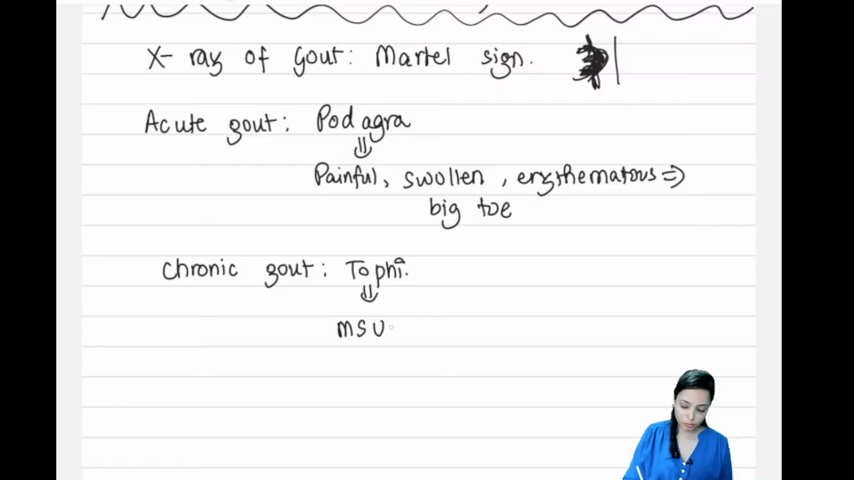 X-ray of gout: Martel sign.
Acute gout: Podagra
⇓
Painful, swollen, erythematous ⇒
big toe
Chronic gout: Tophi.
⇓
MSU